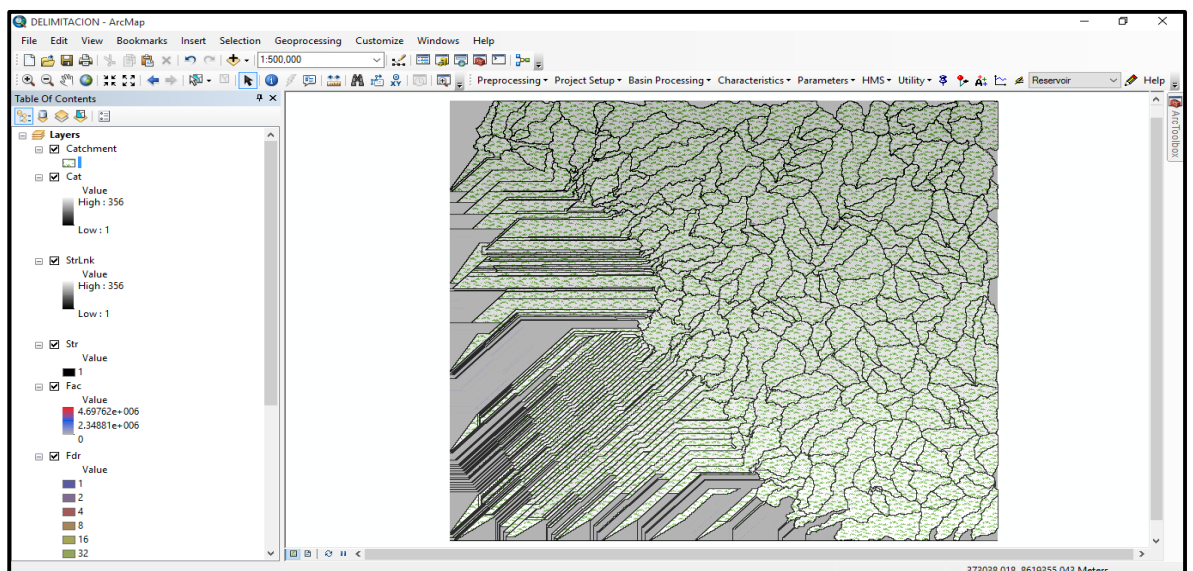 DELIMITACION - ArcMap
File Edit View Bookmarks Insert Selection Geoprocessing Customize Windows Help
1:500,000
Preprocessing Project Setup Basin Processing Characteristics Parameters HMS Utility Reservoir Help
Table Of Contents
ArcToolbox
Layers
Catchment
Cat
Value
High : 356
Low : 1
StrLnk
Value
High : 356
Low : 1
Str
Value
1
Fac
Value
4.69762e+006
2.34881e+006
0
Fdr
Value
1
2
4
8
16
32
373038.018 8619355.043 Meters